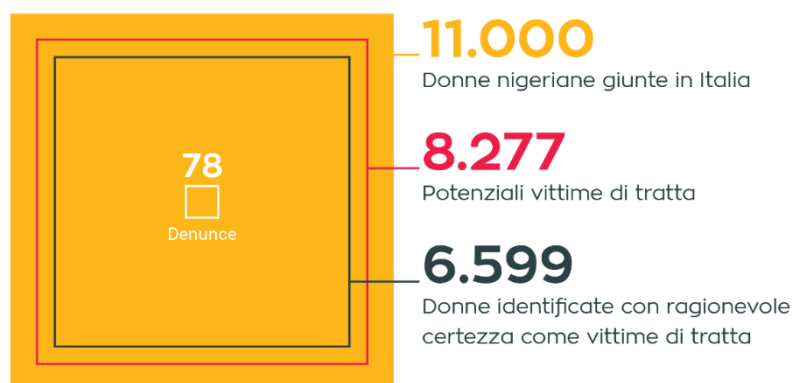 11.000
Donne nigeriane giunte in Italia
8.277
Potenziali vittime di tratta
78
Denunce
6.599
Donne identificate con ragionevole
certezza come vittime di tratta